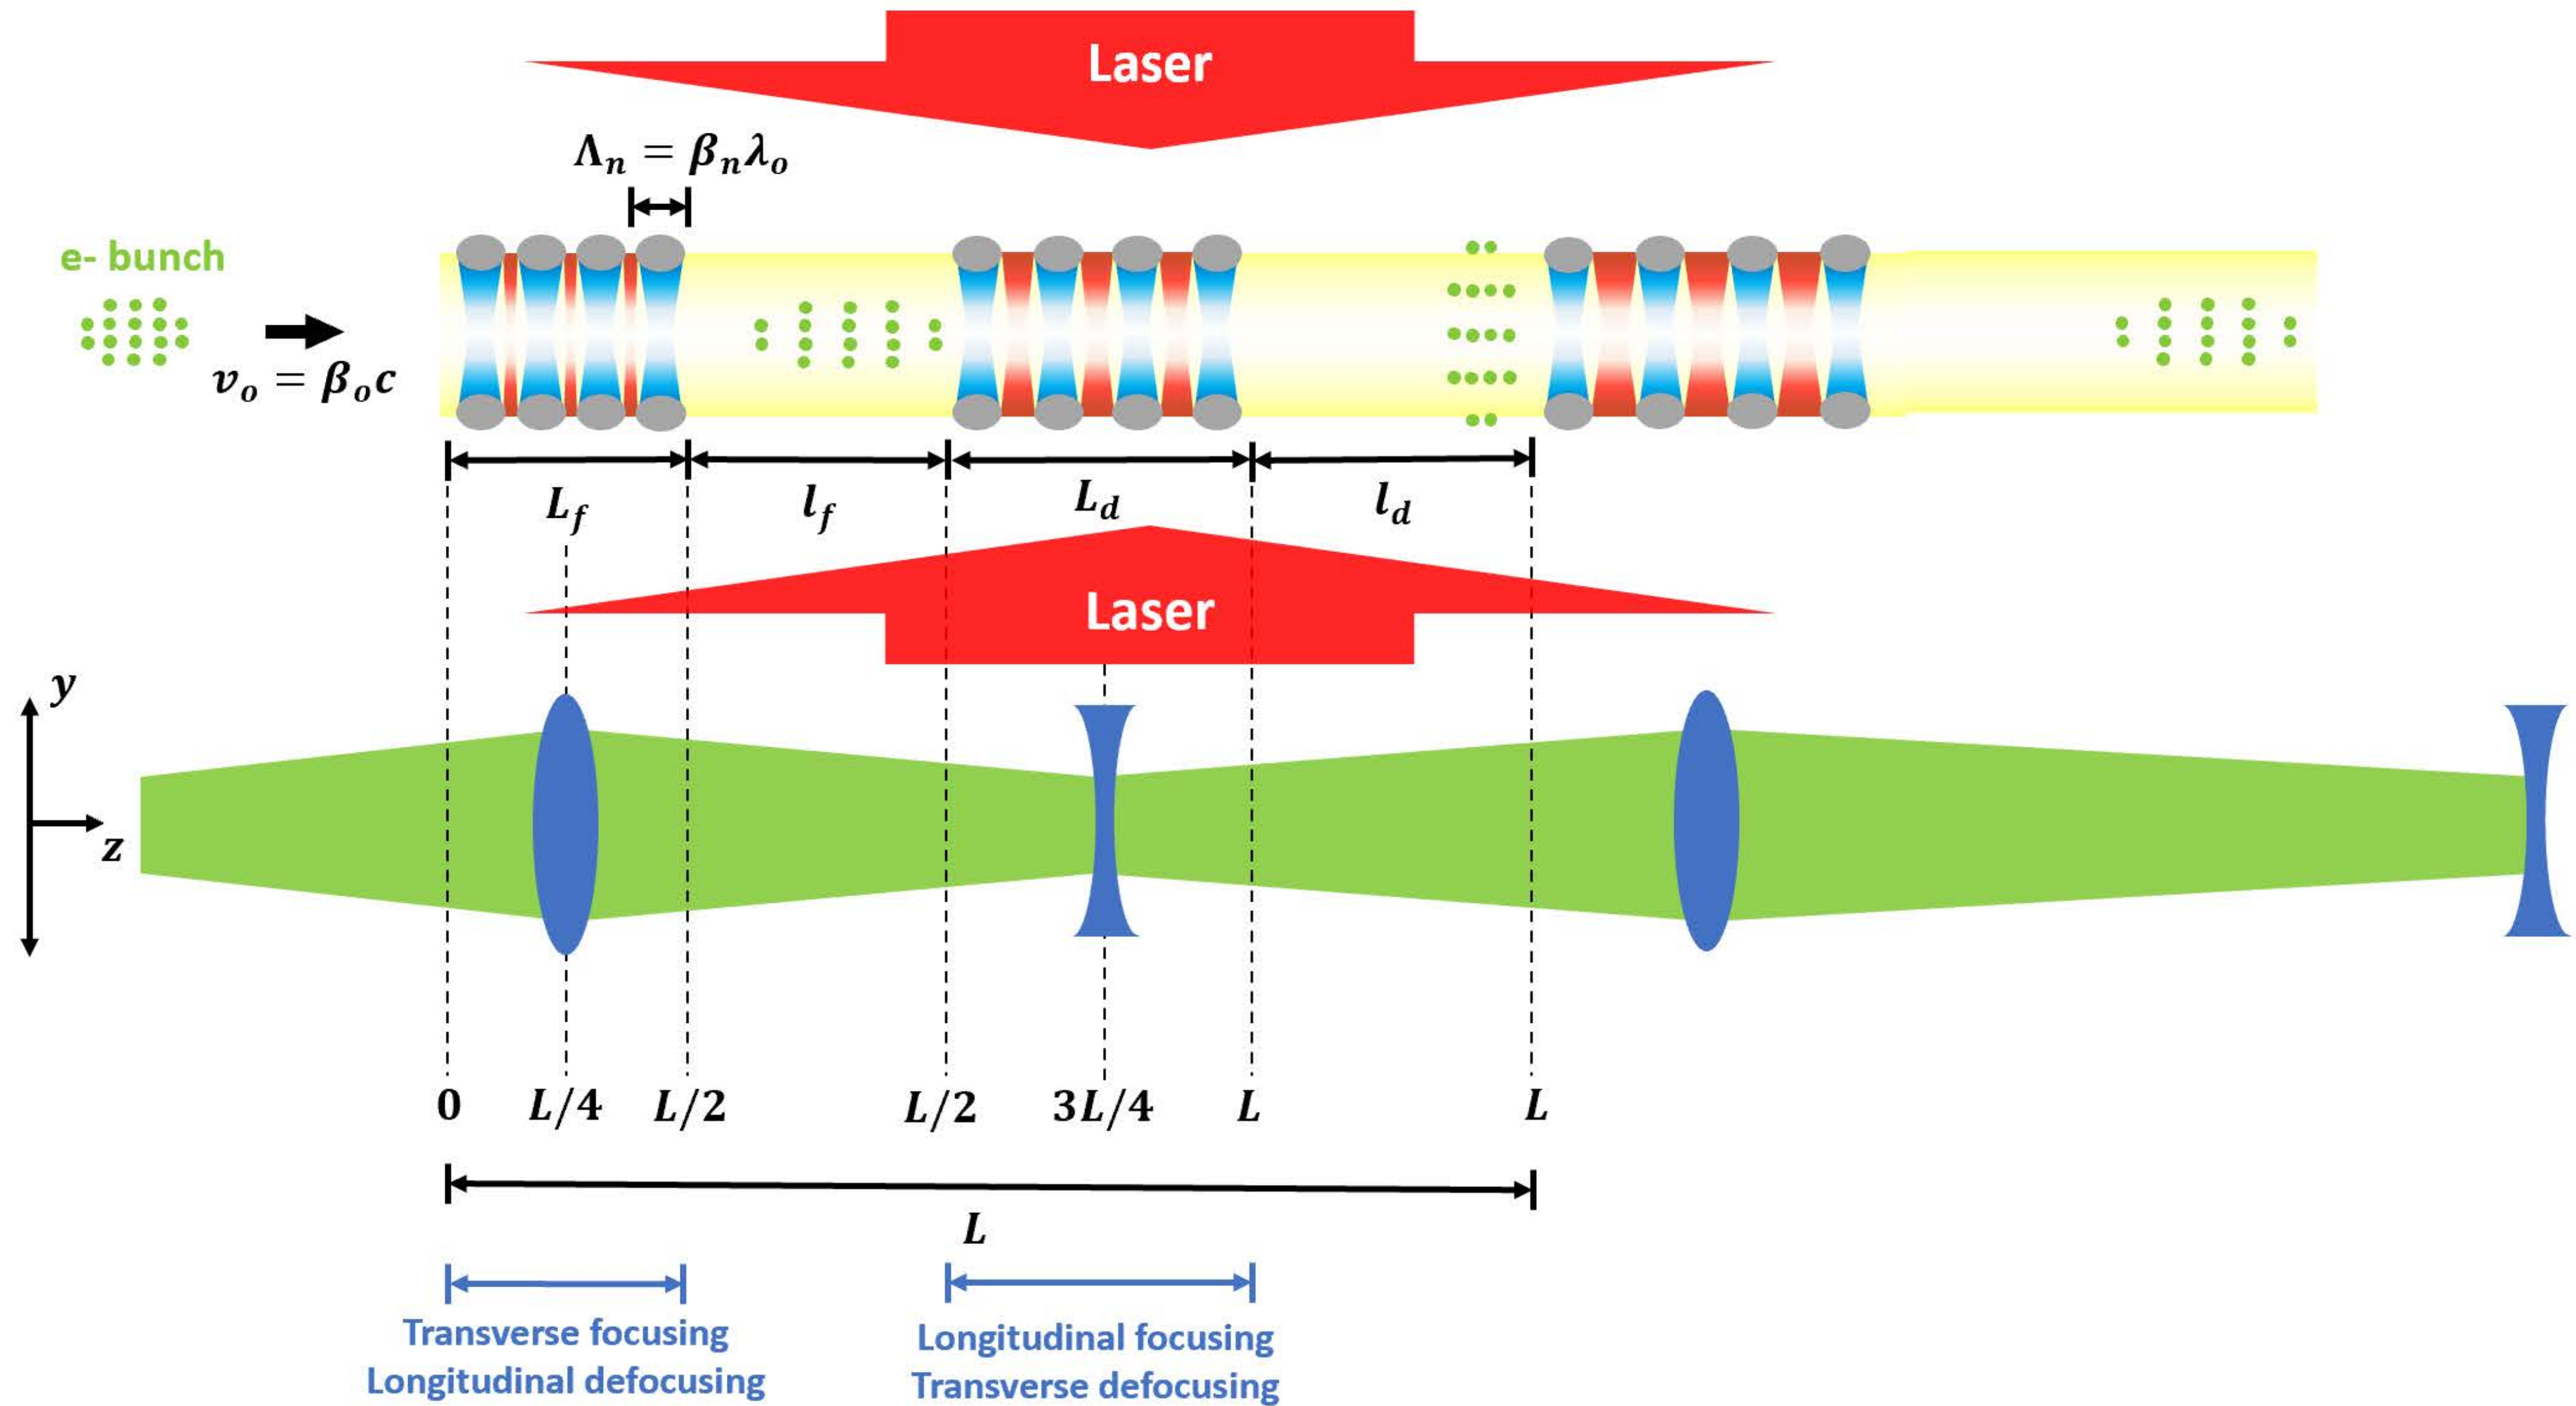 Laser
Λn = βnλo
e- bunch
vo = βoc
Lf
lf
Ld
ld
Laser
y
z
0
L/4
L/2
L/2
3L/4
L
L
L
Transverse focusing
Longitudinal defocusing
Longitudinal focusing
Transverse defocusing